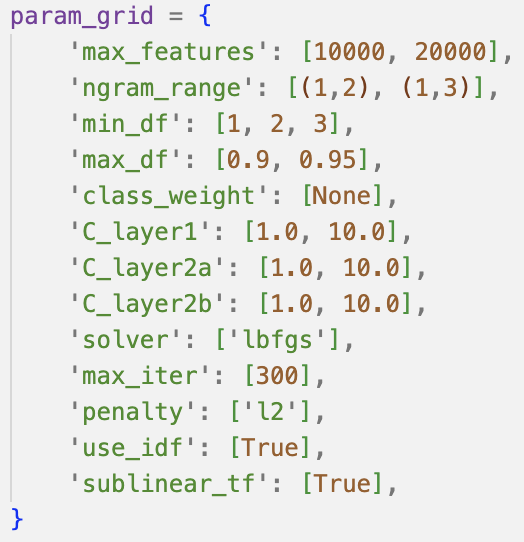 param_grid = {
    'max_features': [10000, 20000],
    'ngram_range': [(1,2), (1,3)],
    'min_df': [1, 2, 3],
    'max_df': [0.9, 0.95],
    'class_weight': [None],
    'C_layer1': [1.0, 10.0],
    'C_layer2a': [1.0, 10.0],
    'C_layer2b': [1.0, 10.0],
    'solver': ['lbfgs'],
    'max_iter': [300],
    'penalty': ['l2'],
    'use_idf': [True],
    'sublinear_tf': [True],
}